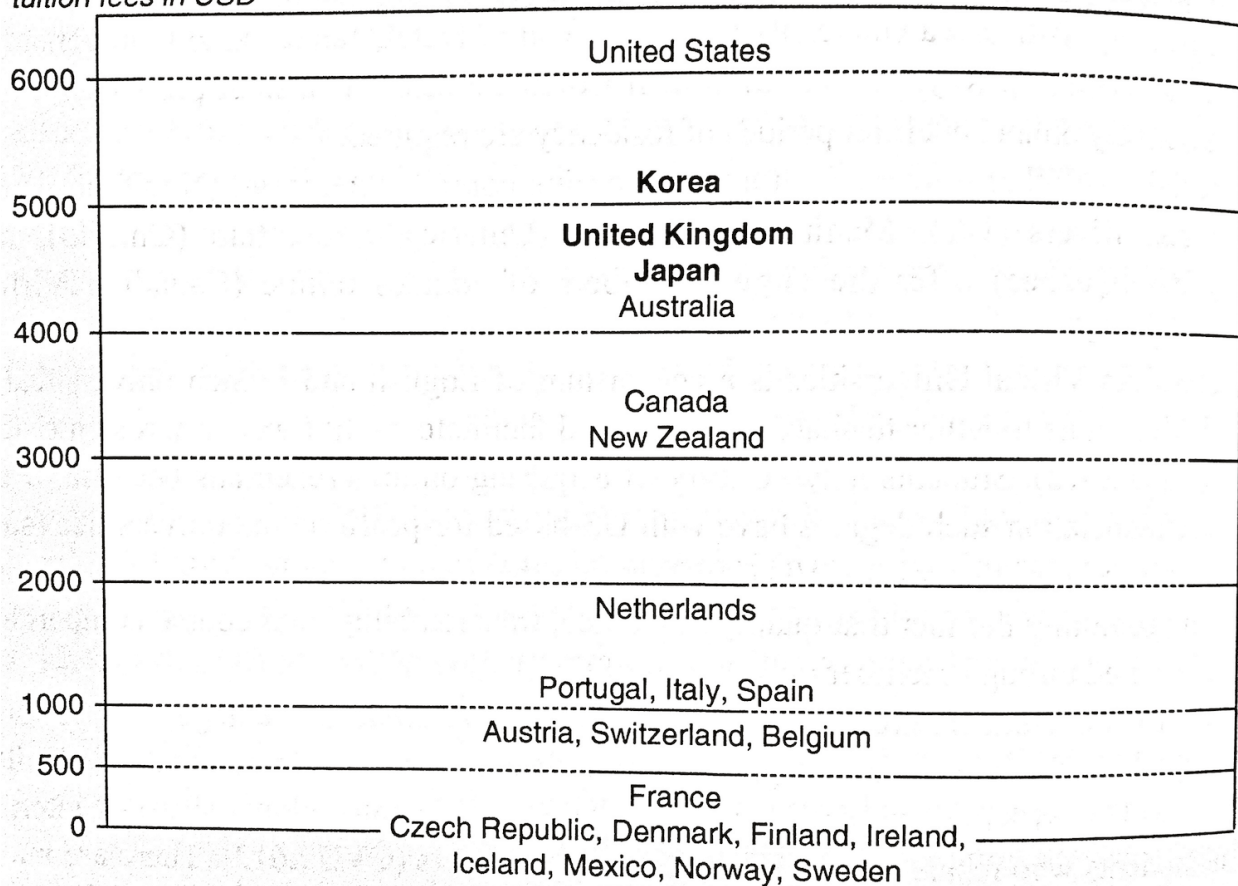 tuition fees in USD
United States
6000
Korea
5000
United Kingdom
Japan
Australia
4000
Canada
New Zealand
3000
2000
Netherlands
Portugal, Italy, Spain
1000
Austria, Switzerland, Belgium
500
France
0
Czech Republic, Denmark, Finland, Ireland,
Iceland, Mexico, Norway, Sweden